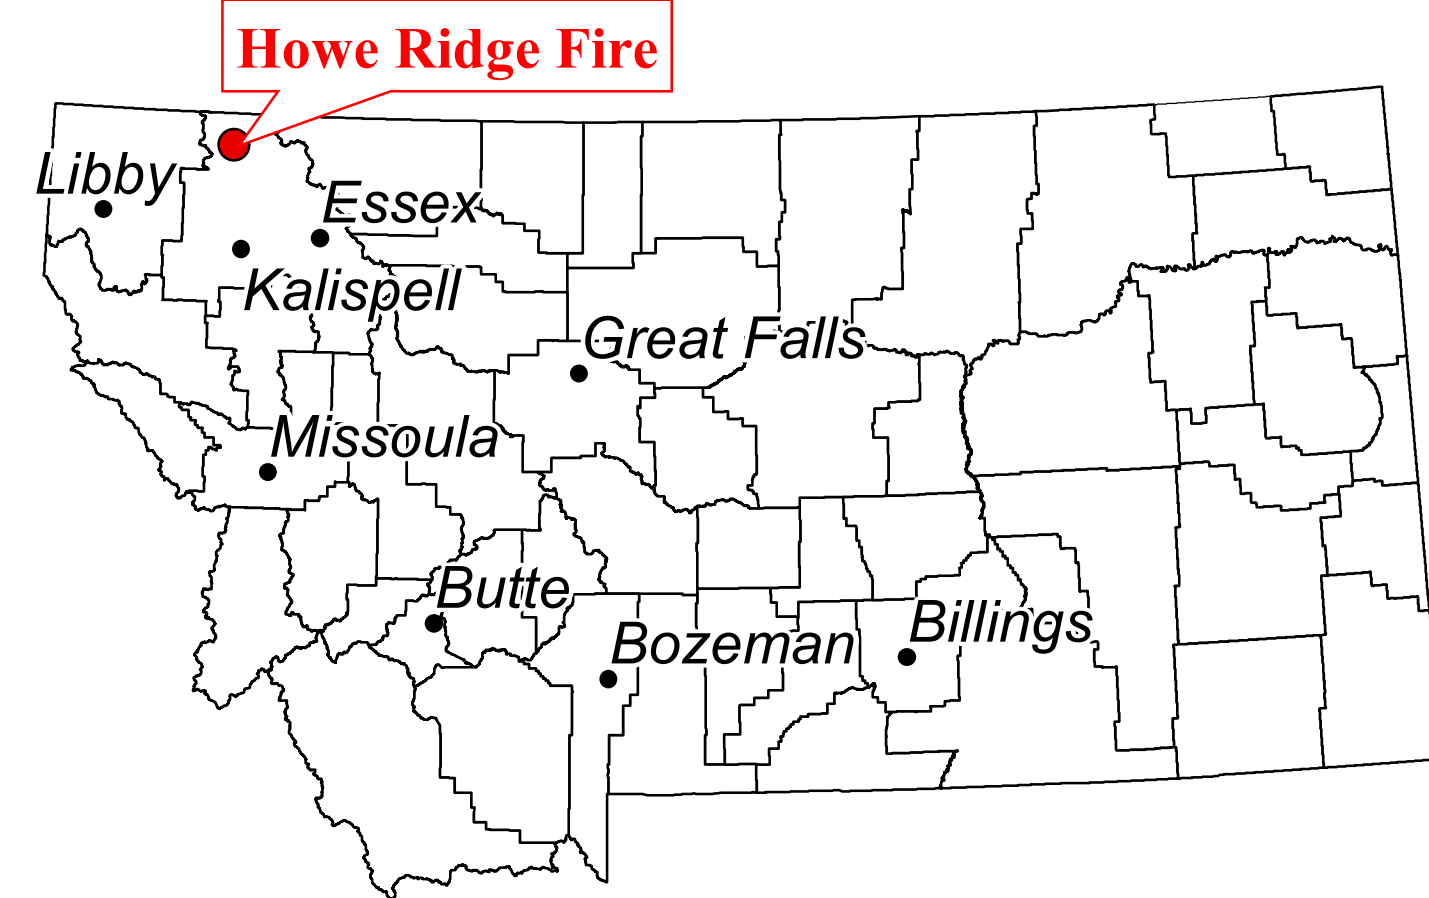 Howe Ridge Fire
Libby
Essex
Kalispell
Great Falls
Missoula
Butte
Billings
Bozeman